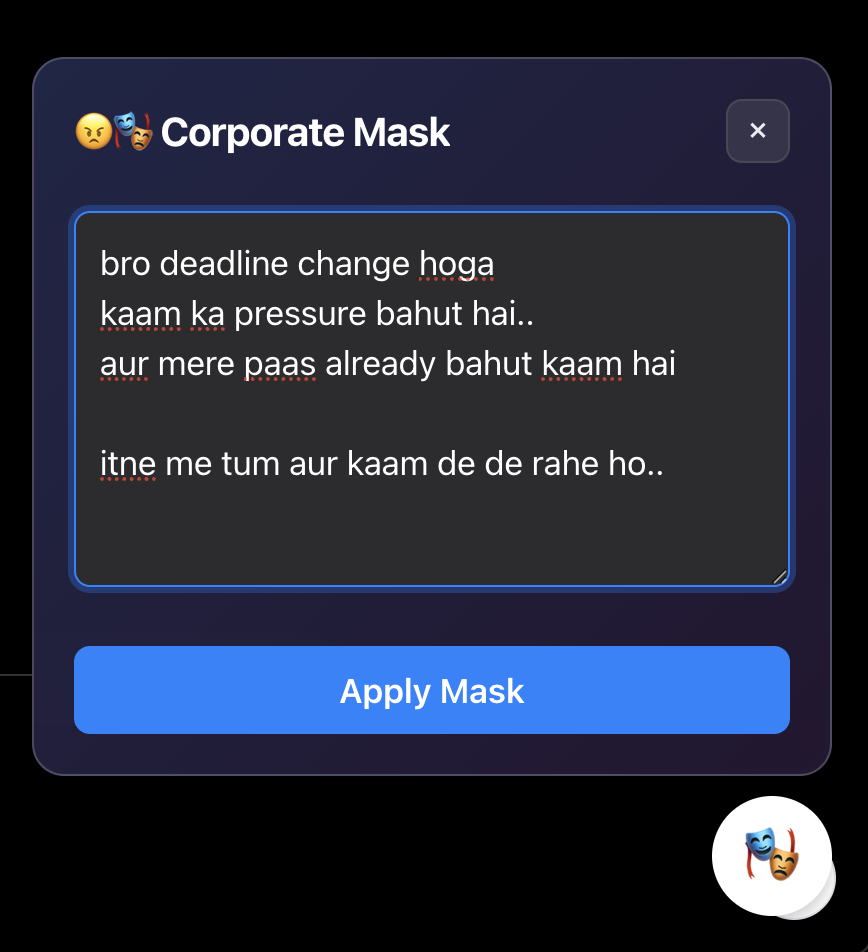 😠🎭 Corporate Mask
×
bro deadline change hoga
kaam ka pressure bahut hai..
aur mere paas already bahut kaam hai
itne me tum aur kaam de de rahe ho..
Apply Mask